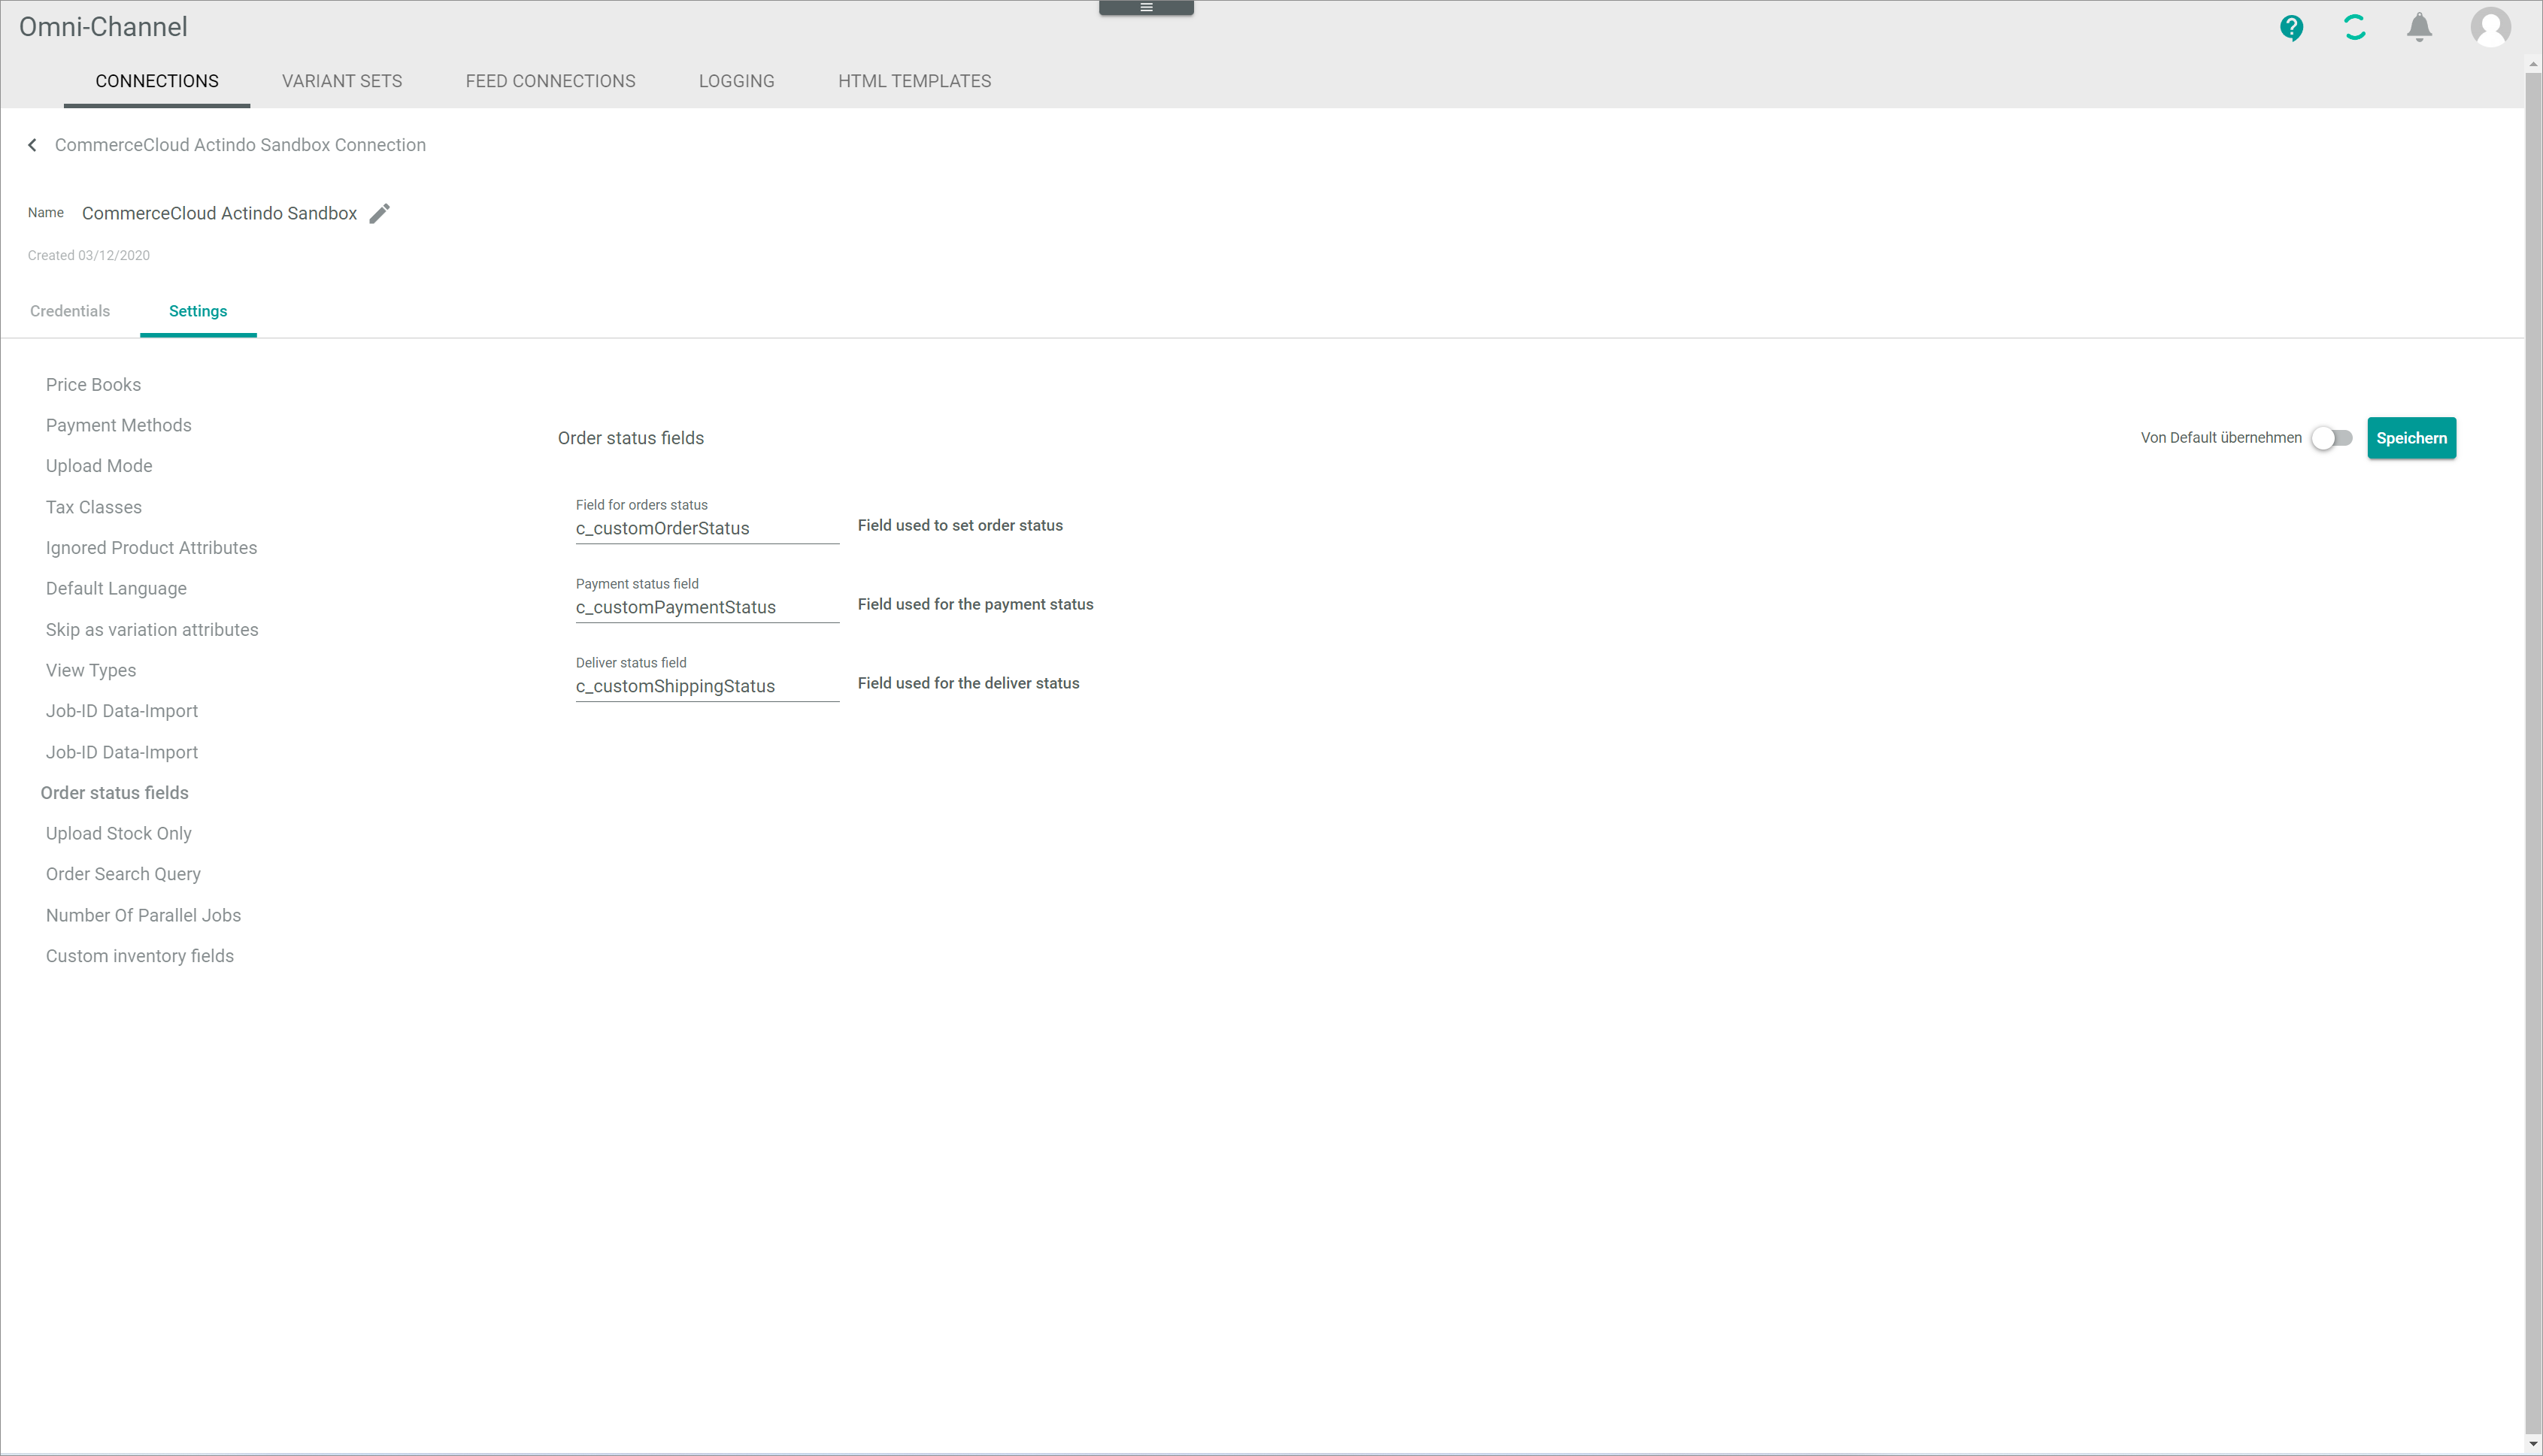 Omni-Channel
CONNECTIONS VARIANT SETS FEED CONNECTIONS LOGGING HTML TEMPLATES
CommerceCloud Actindo Sandbox Connection
Name CommerceCloud Actindo Sandbox
Created 03/12/2020
Credentials Settings
Price Books
Payment Methods
Upload Mode
Tax Classes
Ignored Product Attributes
Default Language
Skip as variation attributes
View Types
Job-ID Data-Import
Job-ID Data-Import
Order status fields
Upload Stock Only
Order Search Query
Number Of Parallel Jobs
Custom inventory fields
Order status fields
Von Default übernehmen Speichern
Field for orders status
c_customOrderStatus Field used to set order status
Payment status field
c_customPaymentStatus Field used for the payment status
Deliver status field
c_customShippingStatus Field used for the deliver status